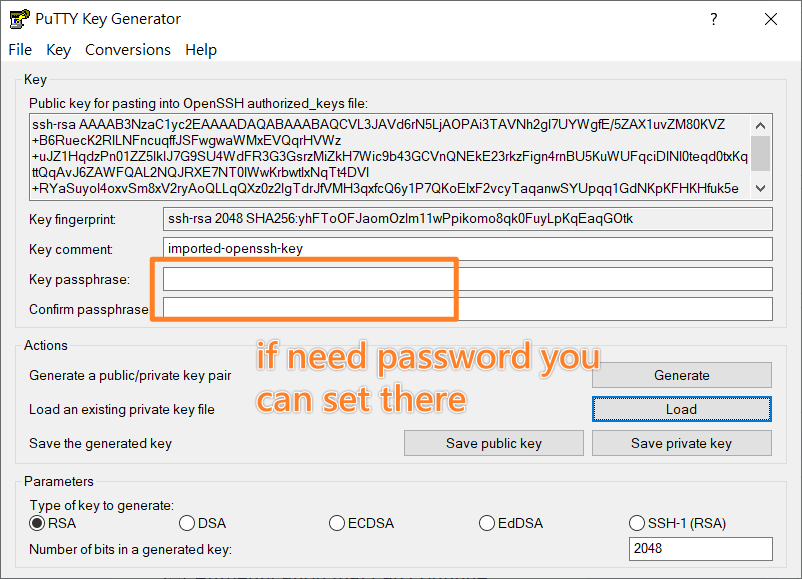 PuTTY Key Generator
?
File Key Conversions Help
Key
Public key for pasting into OpenSSH authorized_keys file:
ssh-rsa AAAAB3NzaC1yc2EAAAADAQABAAABAQCVL3JAVd6rN5LjAOPAi3TAVNh2gI7UYWgfE/5ZAX1uvZM80KVZ
+B6RuecK2RlLNFncuqffJSFwgwaWMxEVQqrHVWz
+uJZ1HqdzPn01ZZ5IklJ7G9SU4WdFR3G3GsrzMiZkH7Wic9b43GCVnQNEkE23rkzFign4rnBU5KuWUFqciDlNl0teqd0txKq
ttQqAvJ6ZAWFQAL2NQJRXE7NT0lWwKrbwtlxNqTt4DVI
+RYaSuyol4oxvSm8xV2ryAoQLLqQXz0z2lgTdrJfVMH3qxfcQ6y1P7QKoElxF2vcyTaqanwSYUpqq1GdNKpKFHKHfuk5e
Key fingerprint:
ssh-rsa 2048 SHA256:yhFToOFJaomOzlm11wPpikomo8qk0FuyLpKqEaqGOtk
Key comment:
imported-openssh-key
Key passphrase:
Confirm passphrase:
if need password you
can set there
Actions
Generate a public/private key pair
Generate
Load an existing private key file
Load
Save the generated key
Save public key
Save private key
Parameters
Type of key to generate:
RSA DSA ECDSA EdDSA SSH-1 (RSA)
Number of bits in a generated key:
2048